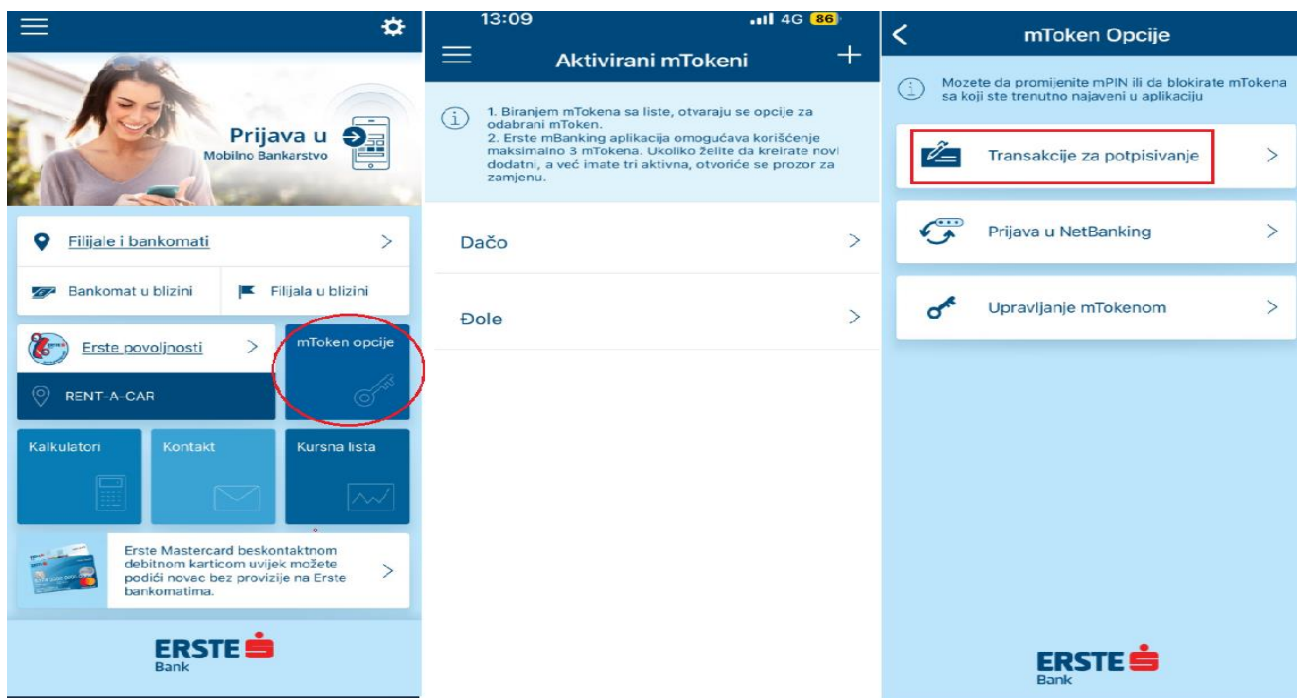 Prijava u
Mobilno Bankarstvo
Filijale i bankomati
Bankomat u blizini
Filijala u blizini
Erste povoljnosti
mToken opcije
RENT-A-CAR
Kalkulatori
Kontakt
Kursna lista
Erste Mastercard beskontaktnom
debitnom karticom uvijek možete
podići novac bez provizije na Erste
bankomatima.
ERSTE
Bank
13:09
4G 86
Aktivirani mTokeni
1. Biranjem mTokena sa liste, otvaraju se opcije za
odabrani mToken.
2. Erste mBanking aplikacija omogućava korišćenje
maksimalno 3 mTokena. Ukoliko želite da kreirate novi
dodatni, a već imate tri aktivna, otvoriće se prozor za
zamjenu.
Dačo
Đole
mToken Opcije
Mozete da promijenite mPIN ili da blokirate mTokena
sa koji ste trenutno najaveni u aplikaciju
Transakcije za potpisivanje
Prijava u NetBanking
Upravljanje mTokenom
ERSTE
Bank